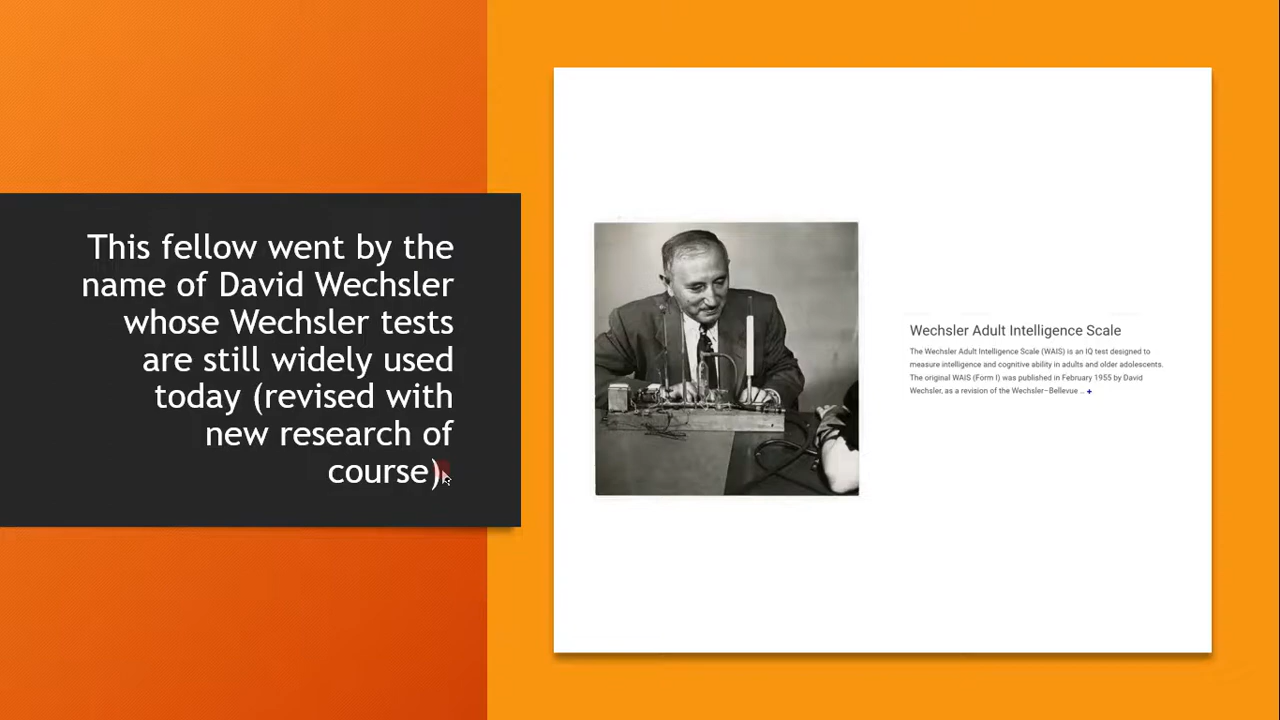 This fellow went by the
name of David Wechsler
whose Wechsler tests
are still widely used
today (revised with
new research of
course).
Wechsler Adult Intelligence Scale
The Wechsler Adult Intelligence Scale (WAIS) is an IQ test designed to
measure intelligence and cognitive ability in adults and older adolescents.
The original WAIS (Form I) was published in February 1955 by David
Wechsler, as a revision of the Wechsler–Bellevue ... +